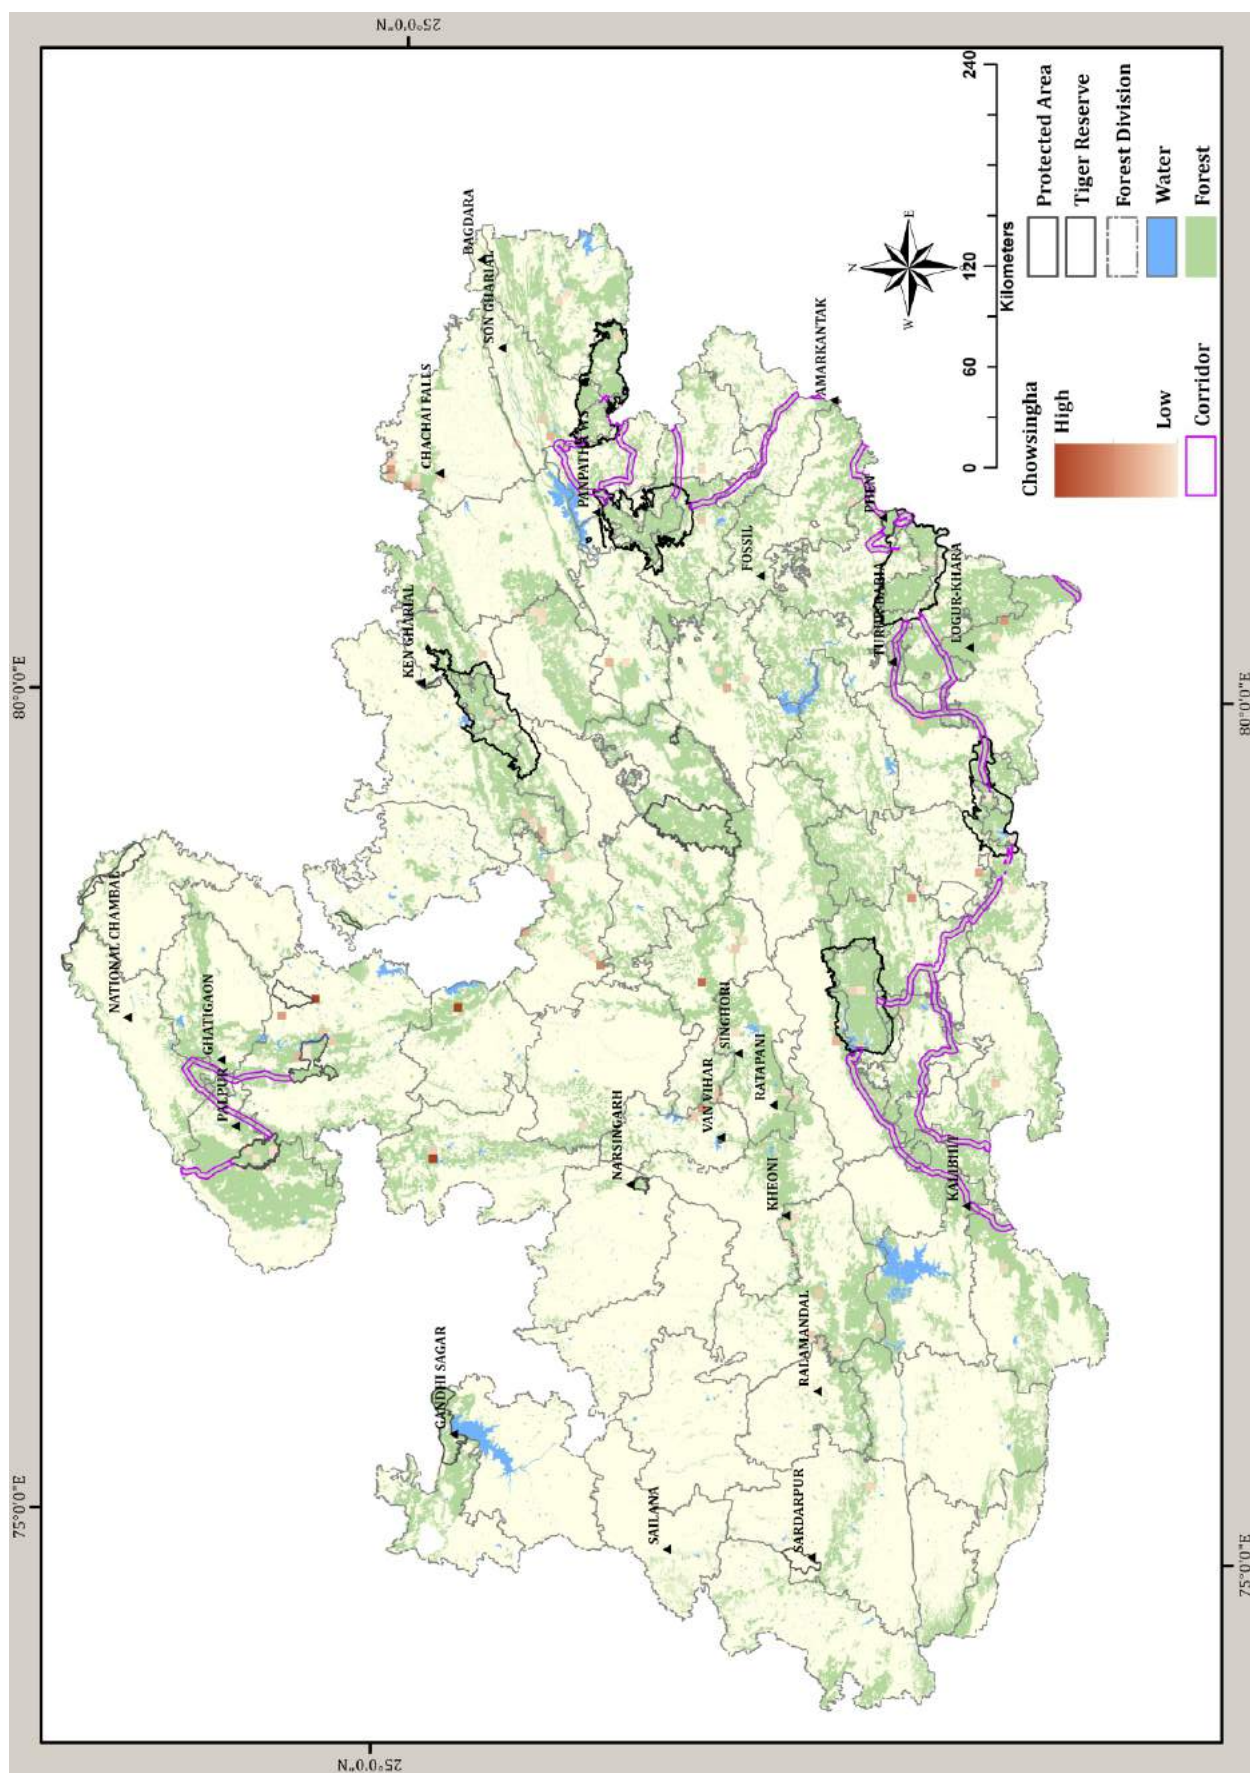 80°0'0"E
75°0'0"E
25°0'0"N
25°0'0"N
80°0'0"E
75°0'0"E
NATIONAL CHAMBAL
GHATIGAON
PALPUR
GANDHI SAGAR
KEN GHARIAL
CHACHAI FALLS
SON GHARIAL
BAGDARA
PANPATHA WS
FOSSIL
AMARKANTAK
PHEN
LOGUR-KHARA
NARSINGARH
VAN VIHAR
SINGHORI
RATAPANI
KHEONI
RALAMANDAL
KALIBHIT
SAILANA
SARDARPUR
N
E
W
0
60
120
240
Kilometers
Chowsingha
High
Low
Corridor
Protected Area
Tiger Reserve
Forest Division
Water
Forest